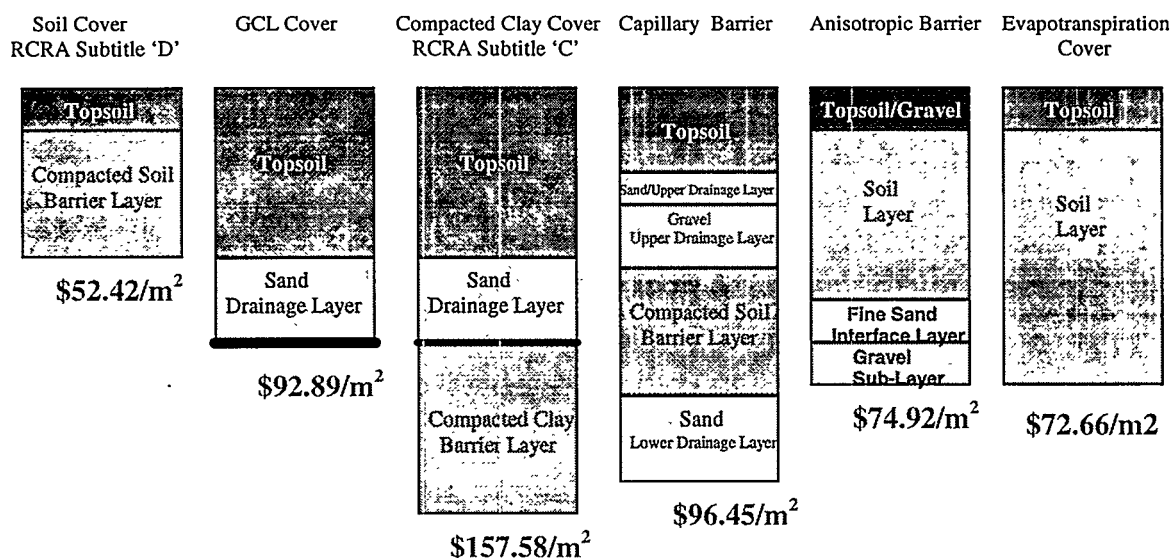 Soil Cover
RCRA Subtitle ‘D’
GCL Cover
Compacted Clay Cover
RCRA Subtitle ‘C’
Capillary Barrier
Anisotropic Barrier
Evapotranspiration
Cover
Topsoil
Compacted Soil
Barrier Layer
$52.42/m²
Topsoil
Sand
Drainage Layer
$92.89/m²
Topsoil
Sand
Drainage Layer
Compacted Clay
Barrier Layer
$157.58/m²
Topsoil
Sand/Upper Drainage Layer
Gravel
Upper Drainage Layer
Compacted Soil
Barrier Layer
Sand
Lower Drainage Layer
$96.45/m²
Topsoil/Gravel
Soil
Layer
Fine Sand
Interface Layer
Gravel
Sub-Layer
$74.92/m²
Topsoil
Soil
Layer
$72.66/m2